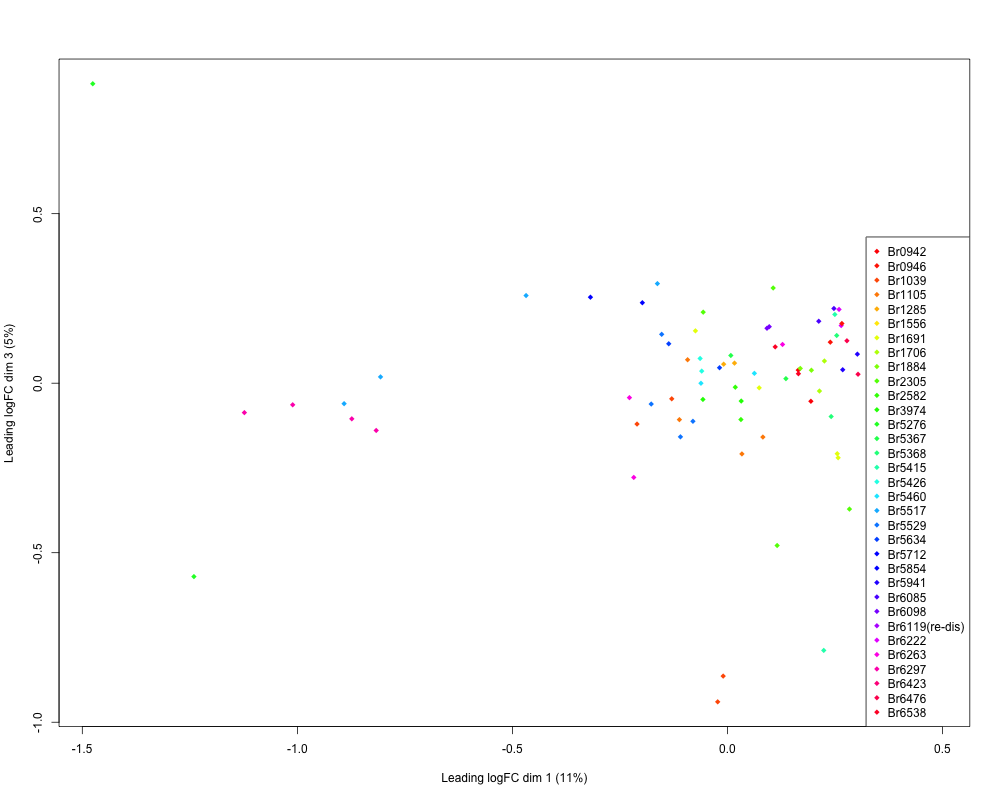 0.5
0.0
-0.5
-1.0
Leading logFC dim 3 (5%)
Br0942
Br0946
Br1039
Br1105
Br1285
Br1556
Br1691
Br1706
Br1884
Br2305
Br2582
Br3974
Br5276
Br5367
Br5368
Br5415
Br5426
Br5460
Br5517
Br5529
Br5634
Br5712
Br5854
Br5941
Br6085
Br6098
Br6119(re-dis)
Br6222
Br6263
Br6297
Br6423
Br6476
Br6538
-1.5
-1.0
-0.5
0.0
0.5
Leading logFC dim 1 (11%)